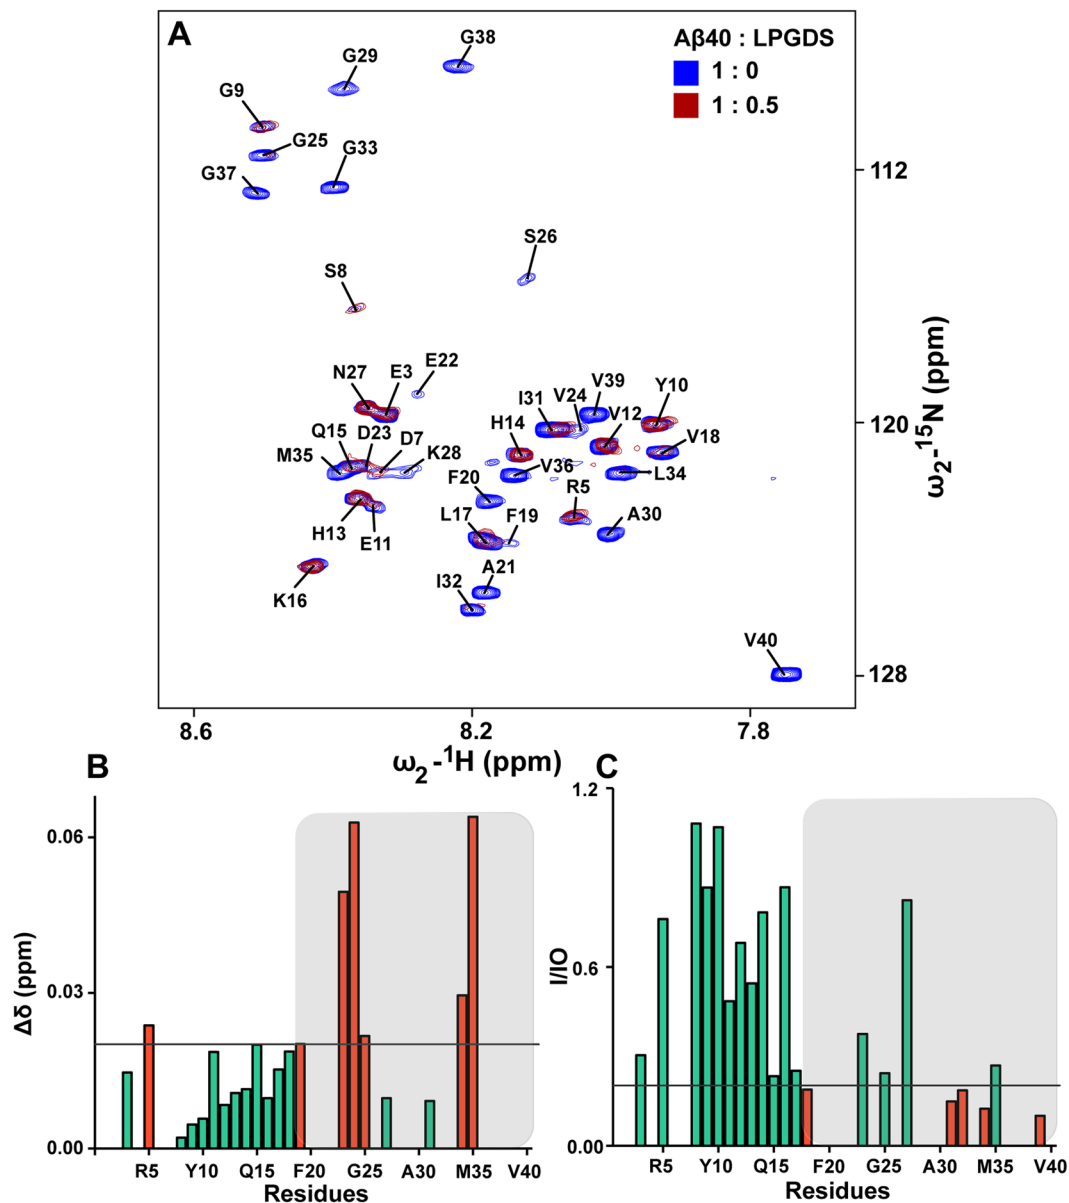 A
Aβ40 : LPGDS
1 : 0
1 : 0.5
G38
G29
G9
G25
G33
G37
112
S26
S8
E22
N27
E3
V39
Y10
I31
V24
V12
120
Q15
D23
D7
H14
M35
K28
V18
V36
L34
F20
R5
H13
E11
L17
F19
A30
K16
A21
I32
V40
128
ω2-15N (ppm)
8.6
8.2
7.8
ω2-1H (ppm)
B
0.06
0.03
0.00
Δδ (ppm)
R5
Y10
Q15
F20
G25
A30
M35
V40
Residues
C
1.2
0.6
0.0
I/IO
R5
Y10
Q15
F20
G25
A30
M35
V40
Residues